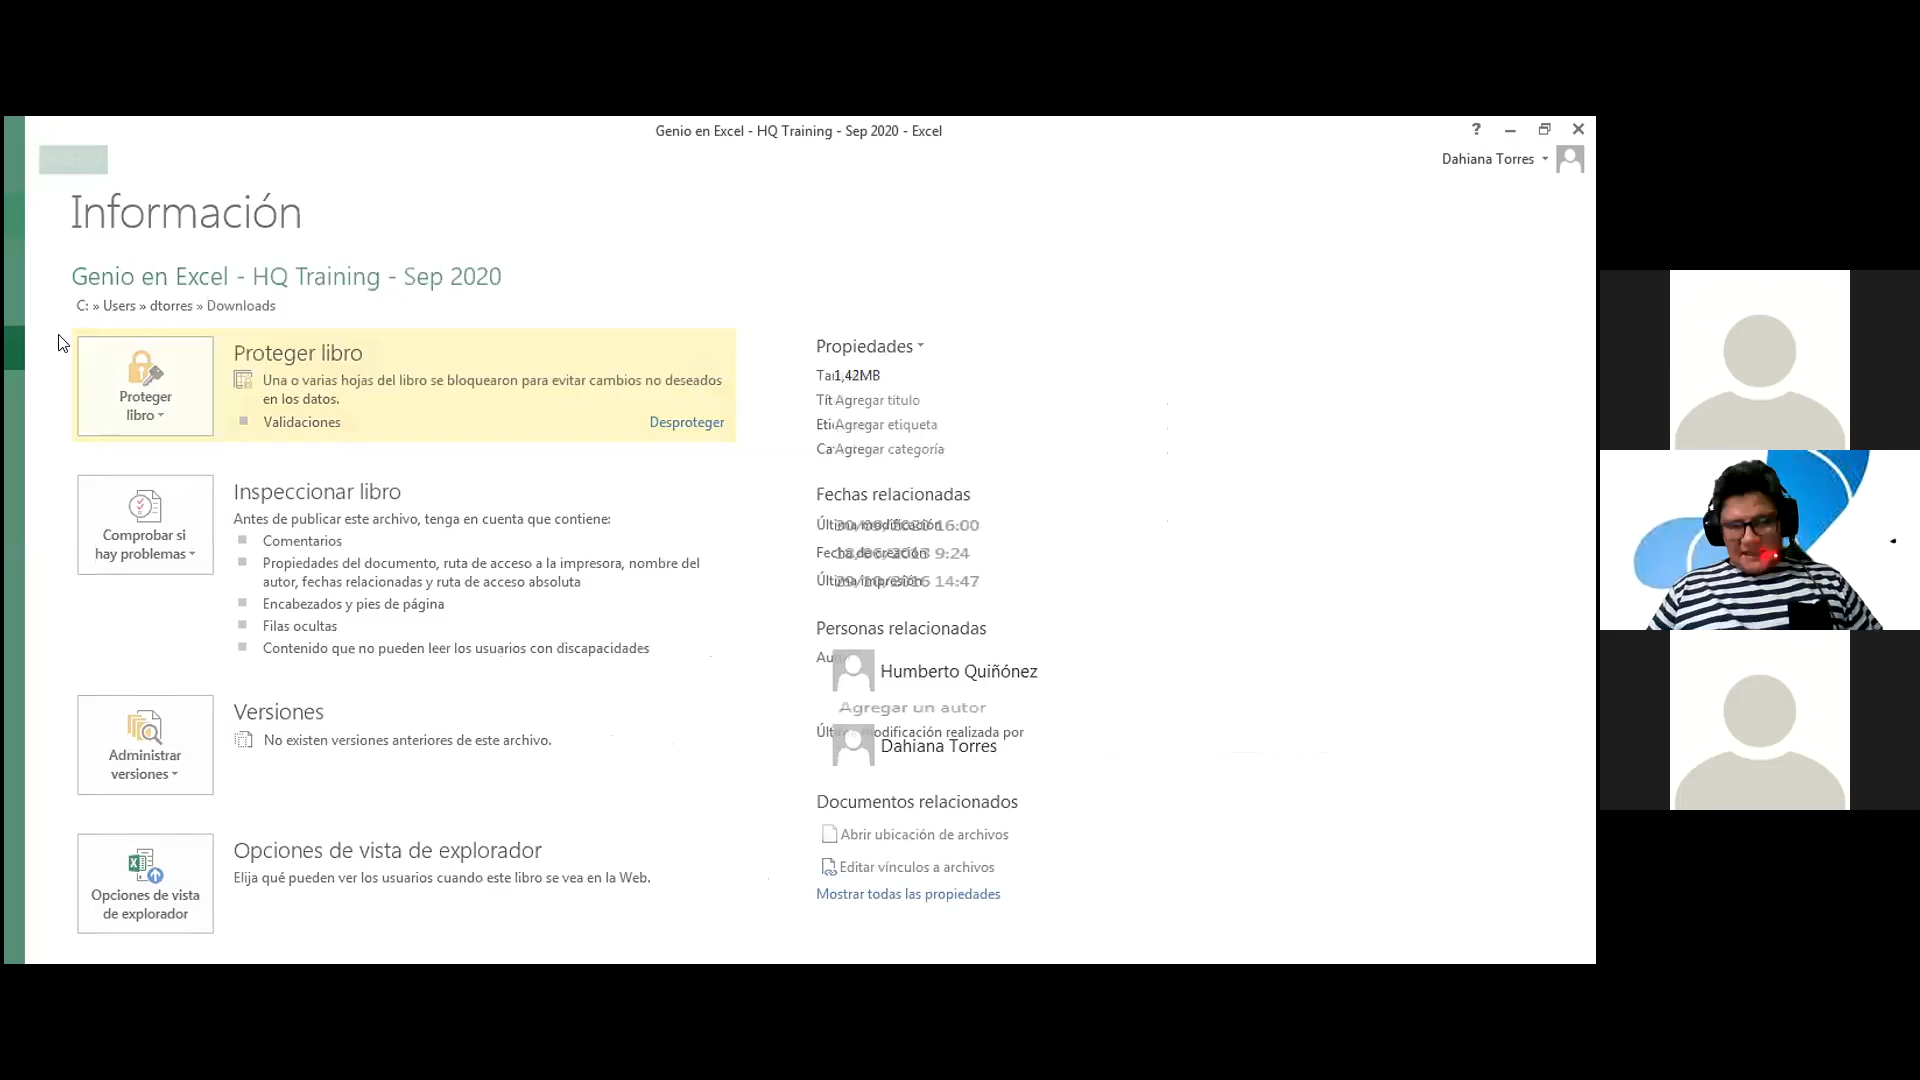 Genio en Excel - HQ Training - Sep 2020 - Excel
?
Dahiana Torres
Información
Genio en Excel - HQ Training - Sep 2020
C: » Users » dtorres » Downloads
Proteger libro
Proteger libro
Una o varias hojas del libro se bloquearon para evitar cambios no deseados
en los datos.
Validaciones
Desproteger
Comprobar si
hay problemas
Inspeccionar libro
Antes de publicar este archivo, tenga en cuenta que contiene:
Comentarios
Propiedades del documento, ruta de acceso a la impresora, nombre del
autor, fechas relacionadas y ruta de acceso absoluta
Encabezados y pies de página
Filas ocultas
Contenido que no pueden leer los usuarios con discapacidades
Administrar
versiones
Versiones
No existen versiones anteriores de este archivo.
Opciones de vista
de explorador
Opciones de vista de explorador
Elija qué pueden ver los usuarios cuando este libro se vea en la Web.
Propiedades
1,42MB
Agregar título
Agregar etiqueta
Agregar categoría
Fechas relacionadas
16:00
9:24
14:47
Personas relacionadas
Humberto Quiñónez
Agregar un autor
realizada por
Dahiana Torres
Documentos relacionados
Abrir ubicación de archivos
Editar vínculos a archivos
Mostrar todas las propiedades